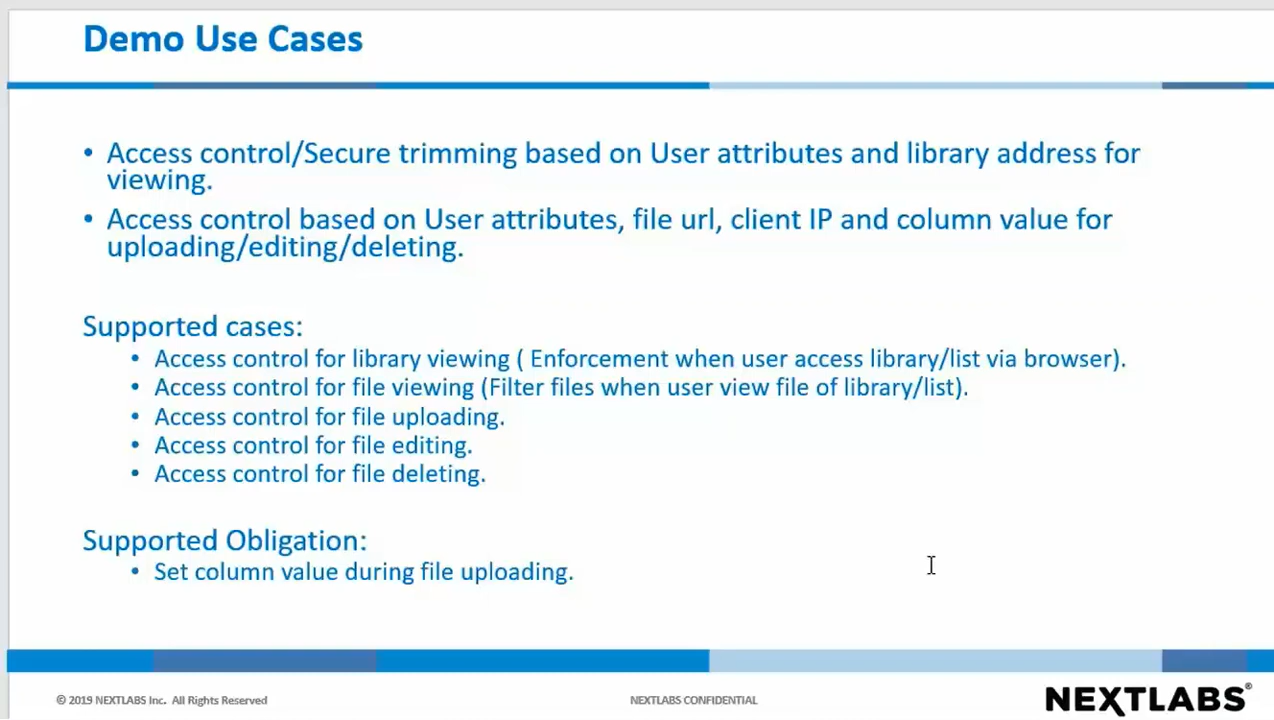 Demo Use Cases
• Access control/Secure trimming based on User attributes and library address for
viewing.
• Access control based on User attributes, file url, client IP and column value for
uploading/editing/deleting.
Supported cases:
• Access control for library viewing ( Enforcement when user access library/list via browser).
• Access control for file viewing (Filter files when user view file of library/list).
• Access control for file uploading.
• Access control for file editing.
• Access control for file deleting.
Supported Obligation:
• Set column value during file uploading.
© 2019 NEXTLABS Inc. All Rights Reserved
NEXTLABS CONFIDENTIAL
NEXTLABS®